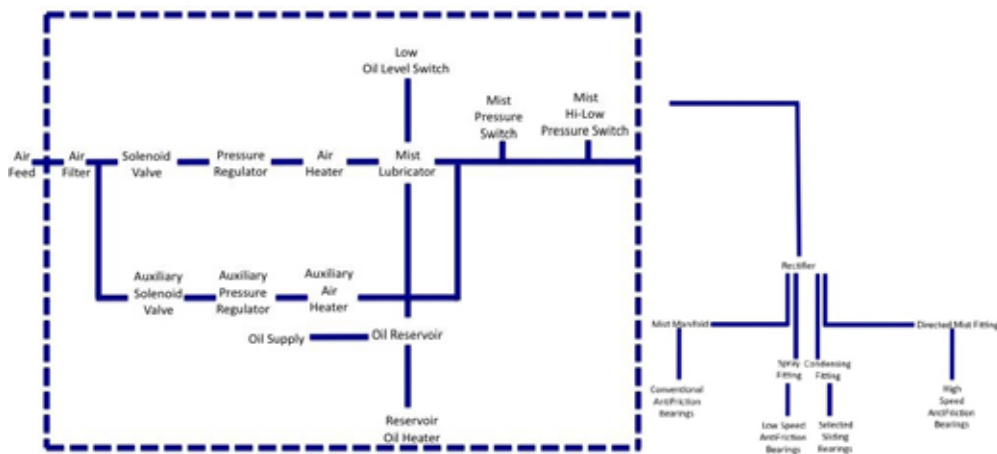 Low
Oil Level Switch
Mist
Pressure
Switch
Mist
Hi-Low
Pressure Switch
Air
Feed
Air
Filter
Solenoid
Valve
Pressure
Regulator
Air
Heater
Mist
Lubricator
Auxiliary
Solenoid
Valve
Auxiliary
Pressure
Regulator
Auxiliary
Air
Heater
Oil Supply
Oil Reservoir
Reservoir
Oil Heater
Rectifier
Mist Manifold
Directed Mist Fitting
Spray
Fitting
Condensing
Fitting
Conventional
AntiFriction
Bearings
Low Speed
AntiFriction
Bearings
Selected
Sliding
Bearings
High
Speed
AntiFriction
Bearings